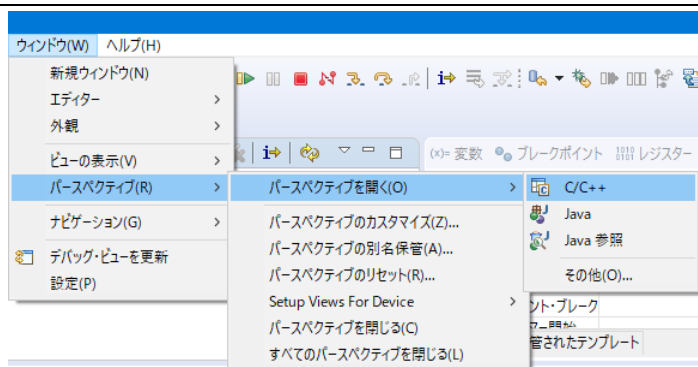 ウィンドウ(W) ヘルプ(H)
新規ウィンドウ(N)
エディター
外観
ビューの表示(V)
パースペクティブ(R)
ナビゲーション(G)
デバッグ・ビューを更新
設定(P)
(x)= 変数 ブレークポイント レジスター
パースペクティブを開く(O)
パースペクティブのカスタマイズ(Z)...
パースペクティブの別名保管(A)...
パースペクティブのリセット(R)...
Setup Views For Device
パースペクティブを閉じる(C)
すべてのパースペクティブを閉じる(L)
C/C++
Java
Java 参照
その他(O)...
ント・ブレーク
管されたテンプレート